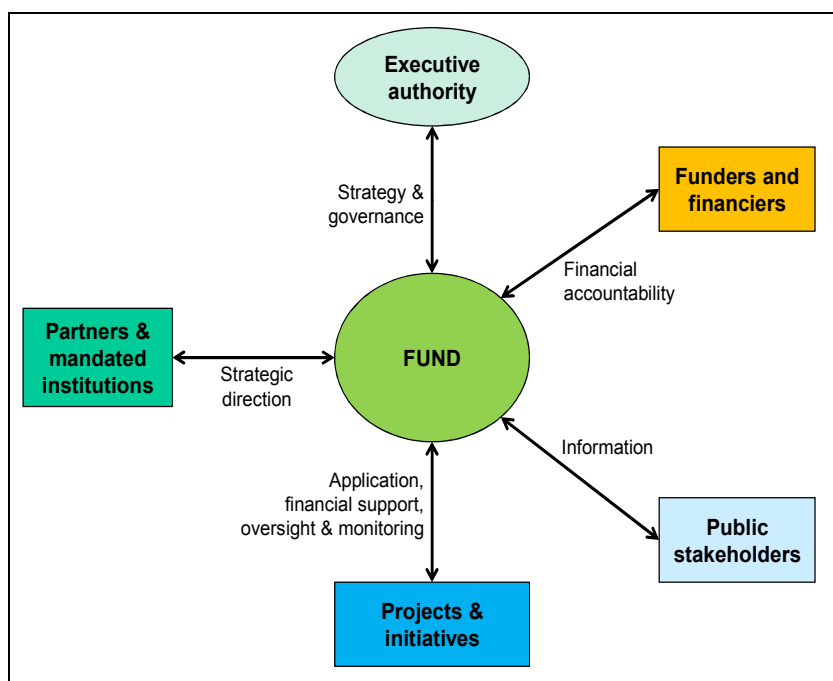 Executive
authority
Strategy &
governance
Funders and
financiers
Financial
accountability
Partners &
mandated
institutions
Strategic
direction
FUND
Information
Application,
financial support,
oversight & monitoring
Public
stakeholders
Projects &
initiatives